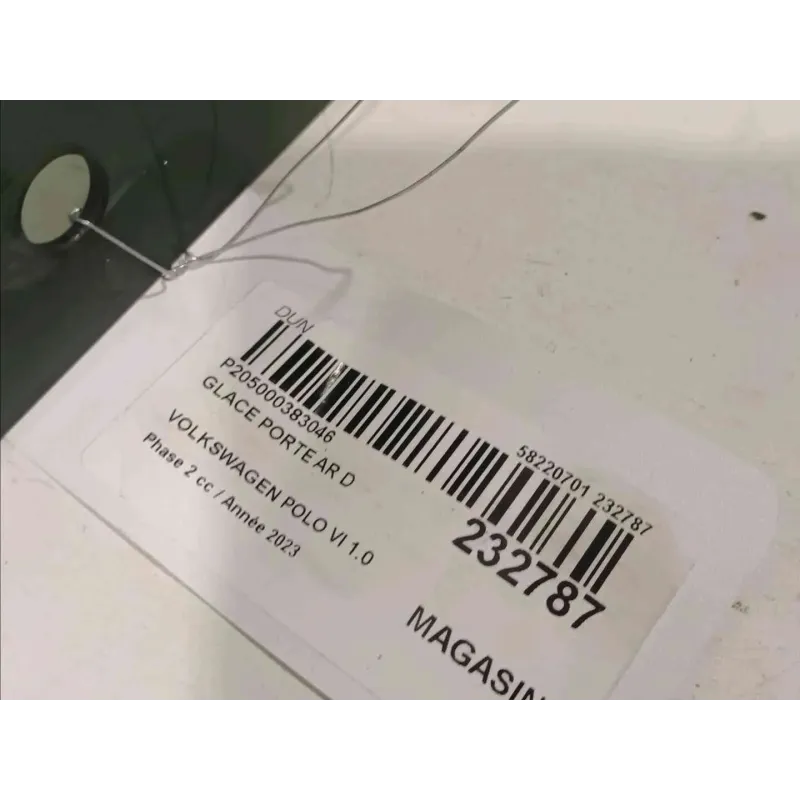 DUN
58220701 232787
P205000383046
GLACE PORTE AR D
232787
VOLKSWAGEN POLO VI 1.0
Phase 2 cc / Année 2023
MAGASIN